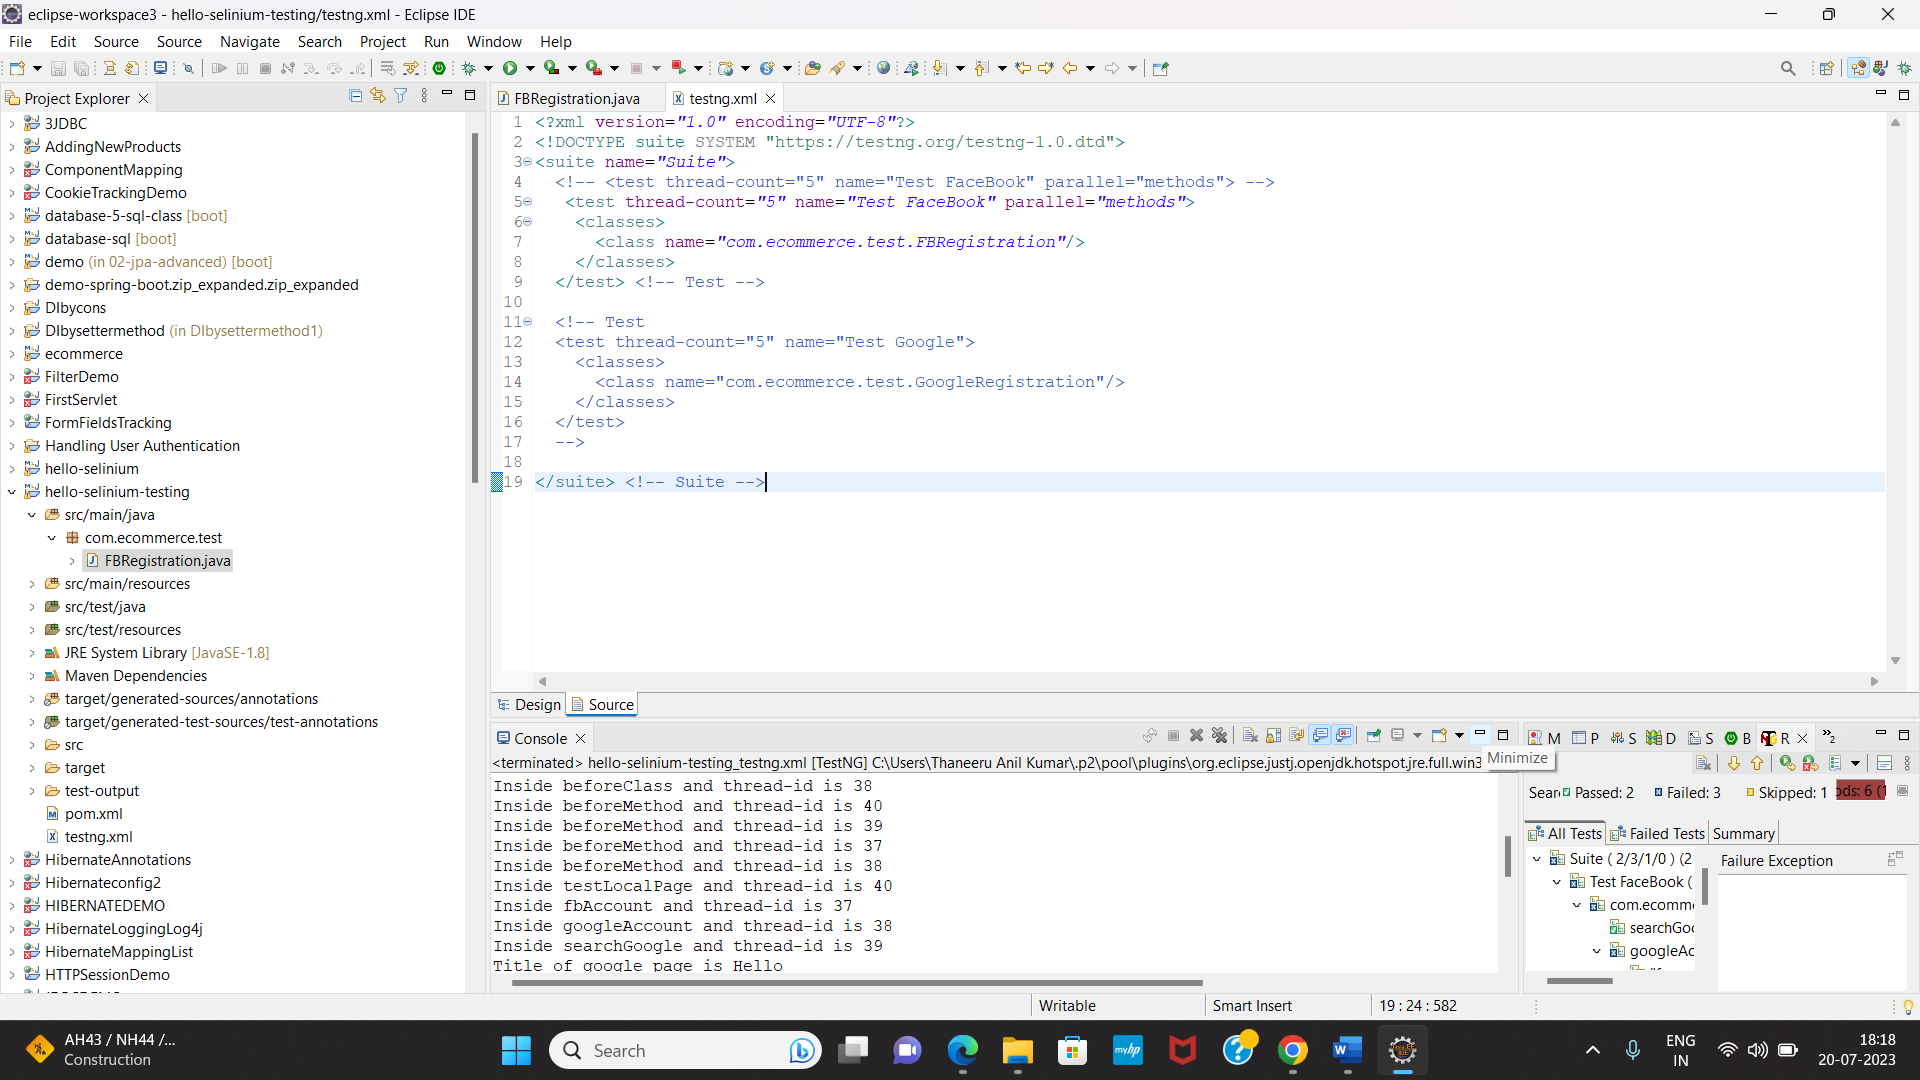 eclipse-workspace3 - hello-selinium-testing/testng.xml - Eclipse IDE
File Edit Source Source Navigate Search Project Run Window Help
Project Explorer
3JDBC
AddingNewProducts
ComponentMapping
CookieTrackingDemo
database-5-sql-class [boot]
database-sql [boot]
demo (in 02-jpa-advanced) [boot]
demo-spring-boot.zip_expanded.zip_expanded
DIbycons
DIbysettermethod (in DIbysettermethod1)
ecommerce
FilterDemo
FirstServlet
FormFieldsTracking
Handling User Authentication
hello-selinium
hello-selinium-testing
src/main/java
com.ecommerce.test
FBRegistration.java
src/main/resources
src/test/java
src/test/resources
JRE System Library [JavaSE-1.8]
Maven Dependencies
target/generated-sources/annotations
target/generated-test-sources/test-annotations
src
target
test-output
pom.xml
testng.xml
HibernateAnnotations
Hibernateconfig2
HIBERNATEDEMO
HibernateLoggingLog4j
HibernateMappingList
HTTPSessionDemo
FBRegistration.java testng.xml
1 <?xml version="1.0" encoding="UTF-8"?>
2 <!DOCTYPE suite SYSTEM "https://testng.org/testng-1.0.dtd">
3 <suite name="Suite">
4 <!-- <test thread-count="5" name="Test FaceBook" parallel="methods"> -->
5 <test thread-count="5" name="Test FaceBook" parallel="methods">
6 <classes>
7 <class name="com.ecommerce.test.FBRegistration"/>
8 </classes>
9 </test> <!-- Test -->
10
11 <!-- Test
12 <test thread-count="5" name="Test Google">
13 <classes>
14 <class name="com.ecommerce.test.GoogleRegistration"/>
15 </classes>
16 </test>
17 -->
18
19 </suite> <!-- Suite -->
Design Source
Console
<terminated> hello-selinium-testing_testng.xml [TestNG] C:\Users\Thaneeru Anil Kumar\.p2\pool\plugins\org.eclipse.justj.openjdk.hotspot.jre.full.win3
Minimize
Inside beforeClass and thread-id is 38
Inside beforeMethod and thread-id is 40
Inside beforeMethod and thread-id is 39
Inside beforeMethod and thread-id is 37
Inside beforeMethod and thread-id is 38
Inside testLocalPage and thread-id is 40
Inside fbAccount and thread-id is 37
Inside googleAccount and thread-id is 38
Inside searchGoogle and thread-id is 39
Title of google page is Hello
M P S D S B R »2
Sear Passed: 2 Failed: 3 Skipped: 1 ods: 6 (1
All Tests Failed Tests Summary
Suite ( 2/3/1/0 ) (2
Test FaceBook (
com.ecomme
searchGoo
googleAc
Failure Exception
Writable Smart Insert 19 : 24 : 582
AH43 / NH44 /...
Construction
Search
myhp
ENG
IN
18:18
20-07-2023